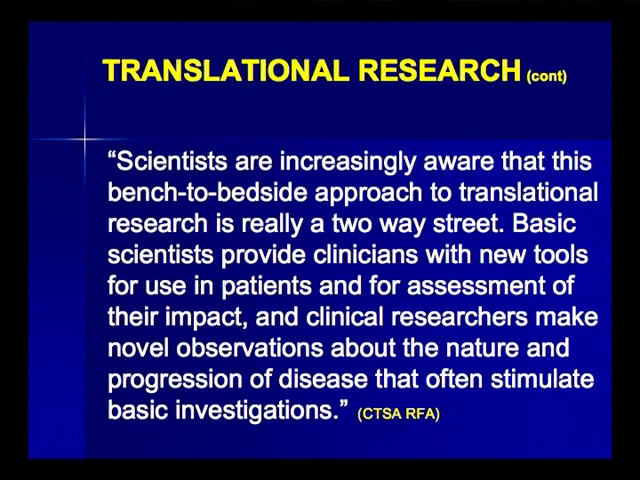 TRANSLATIONAL RESEARCH (cont)
“Scientists are increasingly aware that this
bench-to-bedside approach to translational
research is really a two way street. Basic
scientists provide clinicians with new tools
for use in patients and for assessment of
their impact, and clinical researchers make
novel observations about the nature and
progression of disease that often stimulate
basic investigations.” (CTSA RFA)